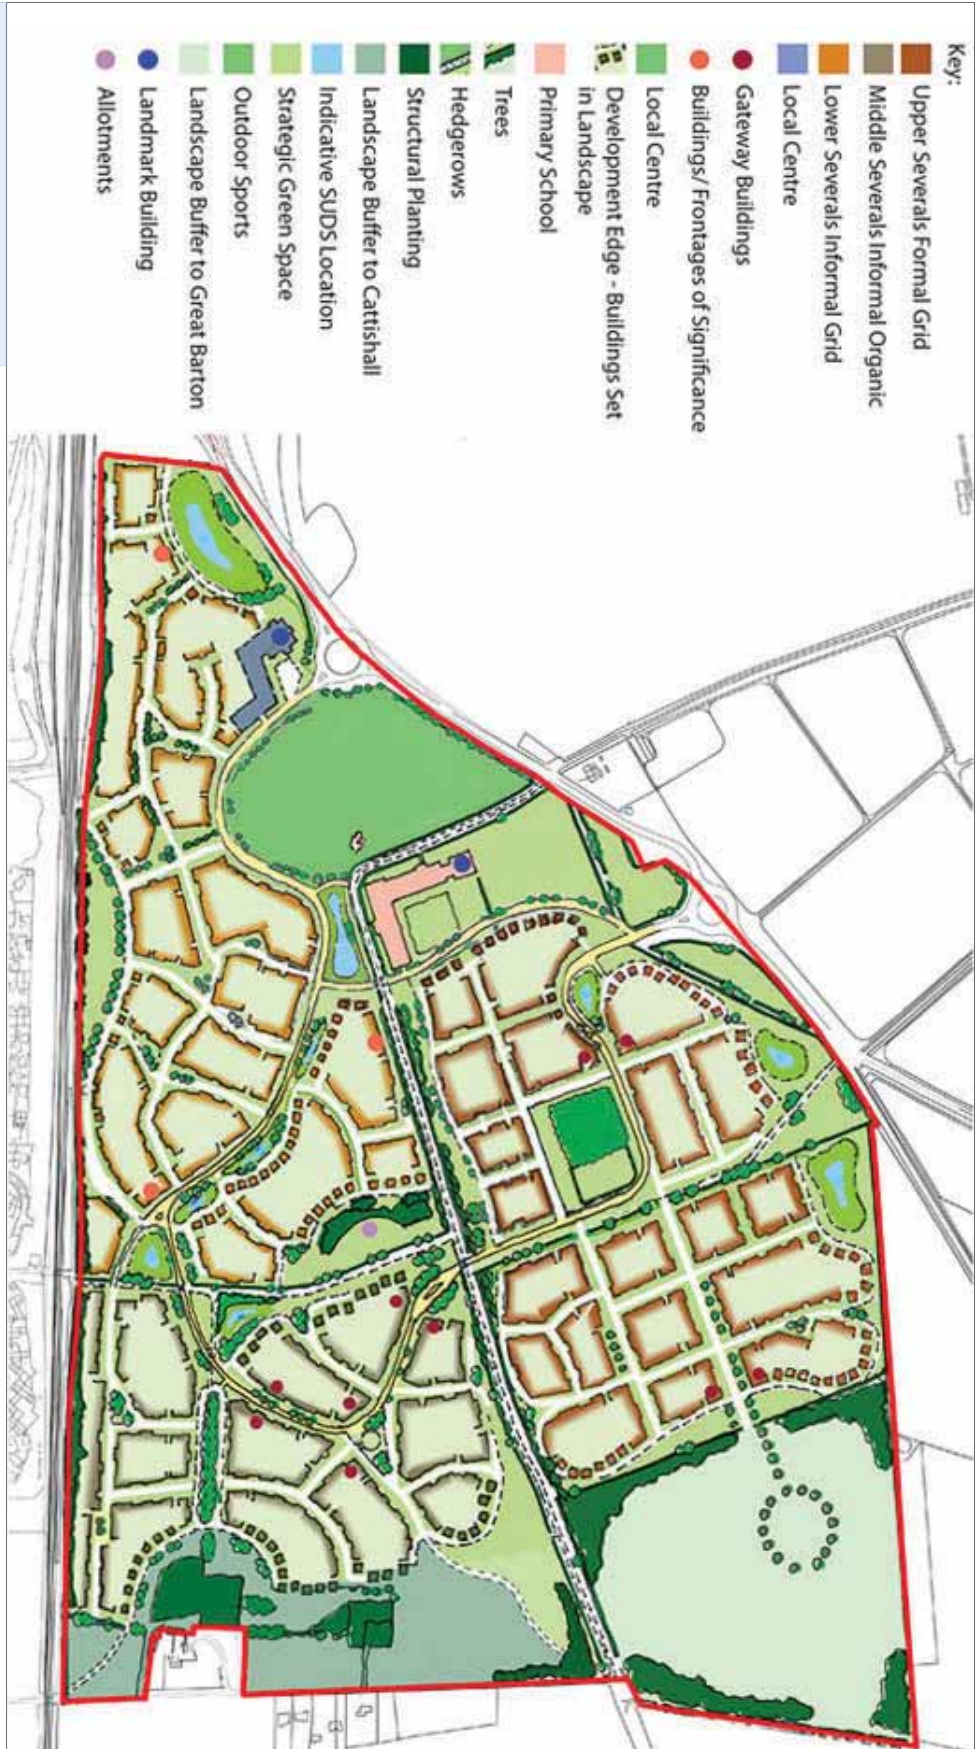 Key:
Upper Severals Formal Grid
Middle Severals Informal Organic
Lower Severals Informal Grid
Local Centre
Gateway Buildings
Buildings/ Frontages of Significance
Local Centre
Development Edge - Buildings Set
in Landscape
Primary School
Trees
Hedgerows
Structural Planting
Landscape Buffer to Cattishall
Indicative SUDS Location
Strategic Green Space
Outdoor Sports
Landscape Buffer to Great Barton
Landmark Building
Allotments